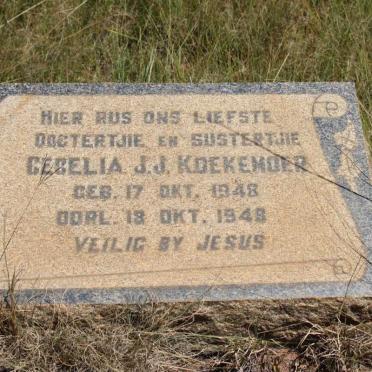 HIER RUS ONS LIEFSTE
DOGTERTJIE EN SUSTERTJIE
CECELIA J.J. KOEKEMOER
GEB. 17 OKT. 1948
OORL. 19 OKT. 1948
VEILIG BY JESUS